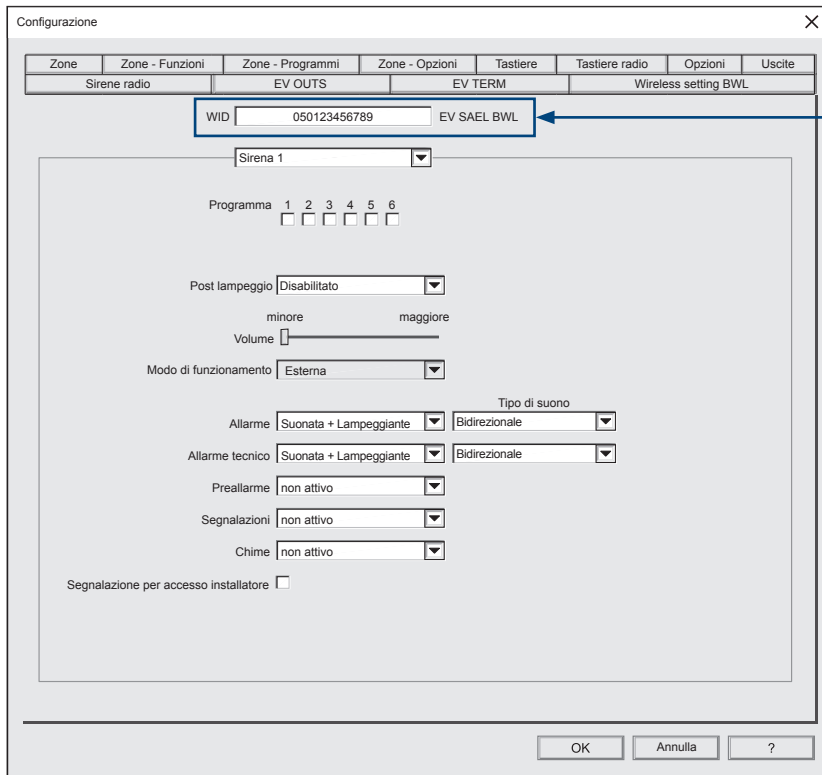 Configurazione
Zone Zone - Funzioni Zone - Programmi Zone - Opzioni Tastiere Tastiere radio Opzioni Uscite
Sirene radio EV OUTS EV TERM Wireless setting BWL
WID 050123456789 EV SAEL BWL
Sirena 1
Programma 1 2 3 4 5 6
Post lampeggio Disabilitato
minore maggiore
Volume
Modo di funzionamento Esterna
Tipo di suono
Allarme Suonata + Lampeggiante Bidirezionale
Allarme tecnico Suonata + Lampeggiante Bidirezionale
Preallarme non attivo
Segnalazioni non attivo
Chime non attivo
Segnalazione per accesso installatore
OK Annulla ?